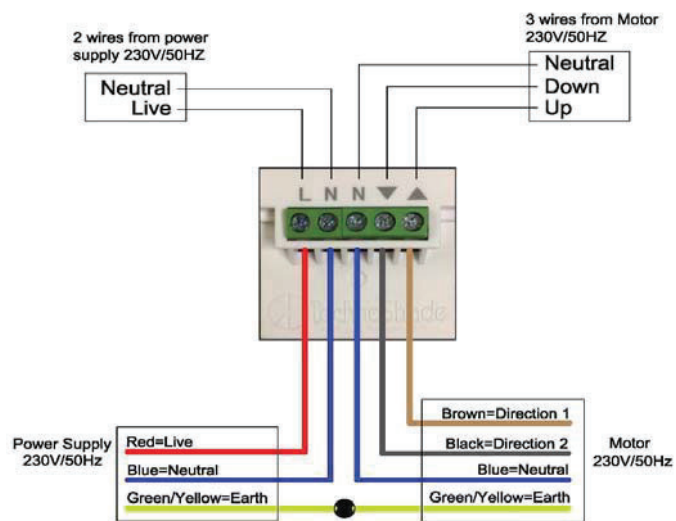 2 wires from power
supply 230V/50HZ
Neutral
Live
3 wires from Motor
230V/50HZ
Neutral
Down
Up
L N N ▼ ▲
TechnoShade
Power Supply
230V/50Hz
Red=Live
Blue=Neutral
Green/Yellow=Earth
Brown=Direction 1
Black=Direction 2
Blue=Neutral
Green/Yellow=Earth
Motor
230V/50Hz